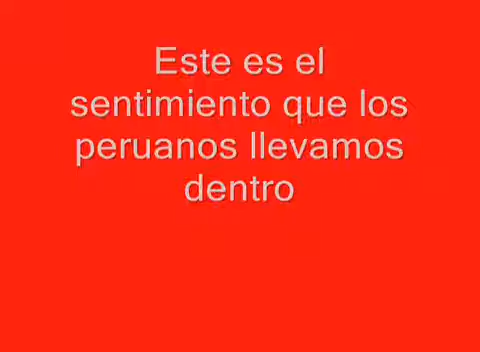 Este es el
sentimiento que los
peruanos llevamos
dentro